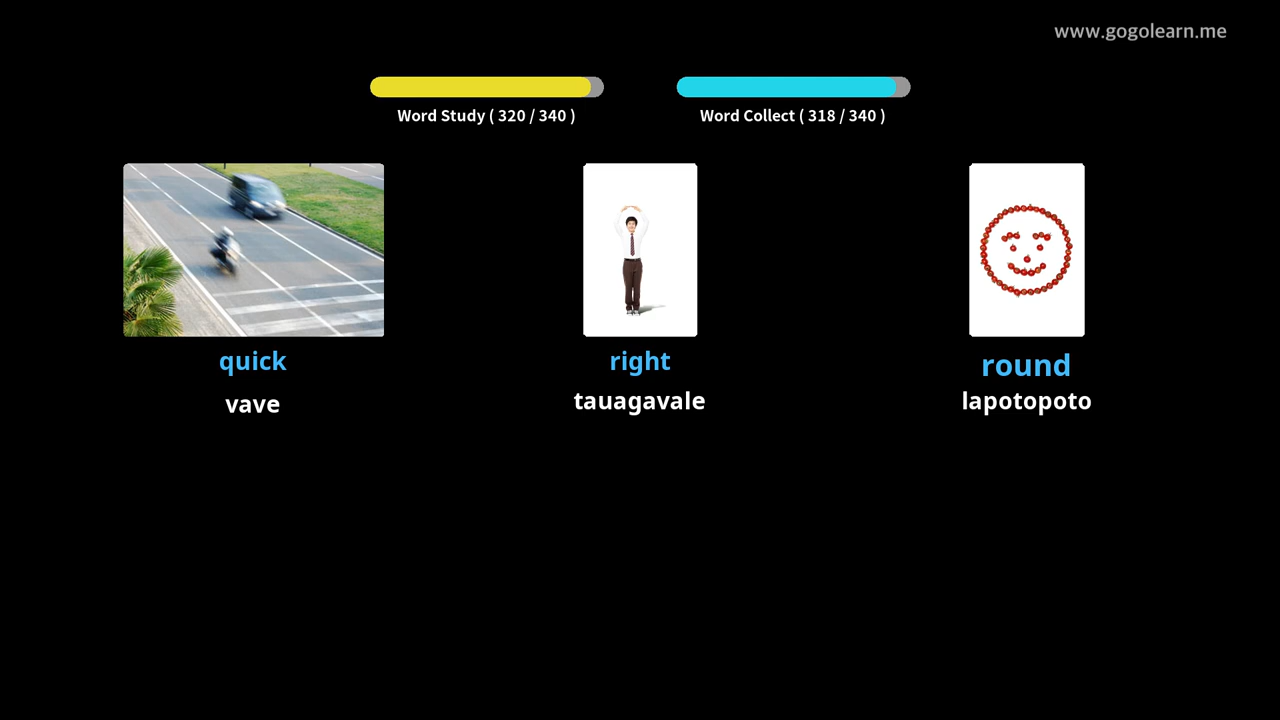 www.gogolearn.me
Word Study ( 320 / 340 )
Word Collect ( 318 / 340 )
quick
right
round
vave
tauagavale
lapotopoto